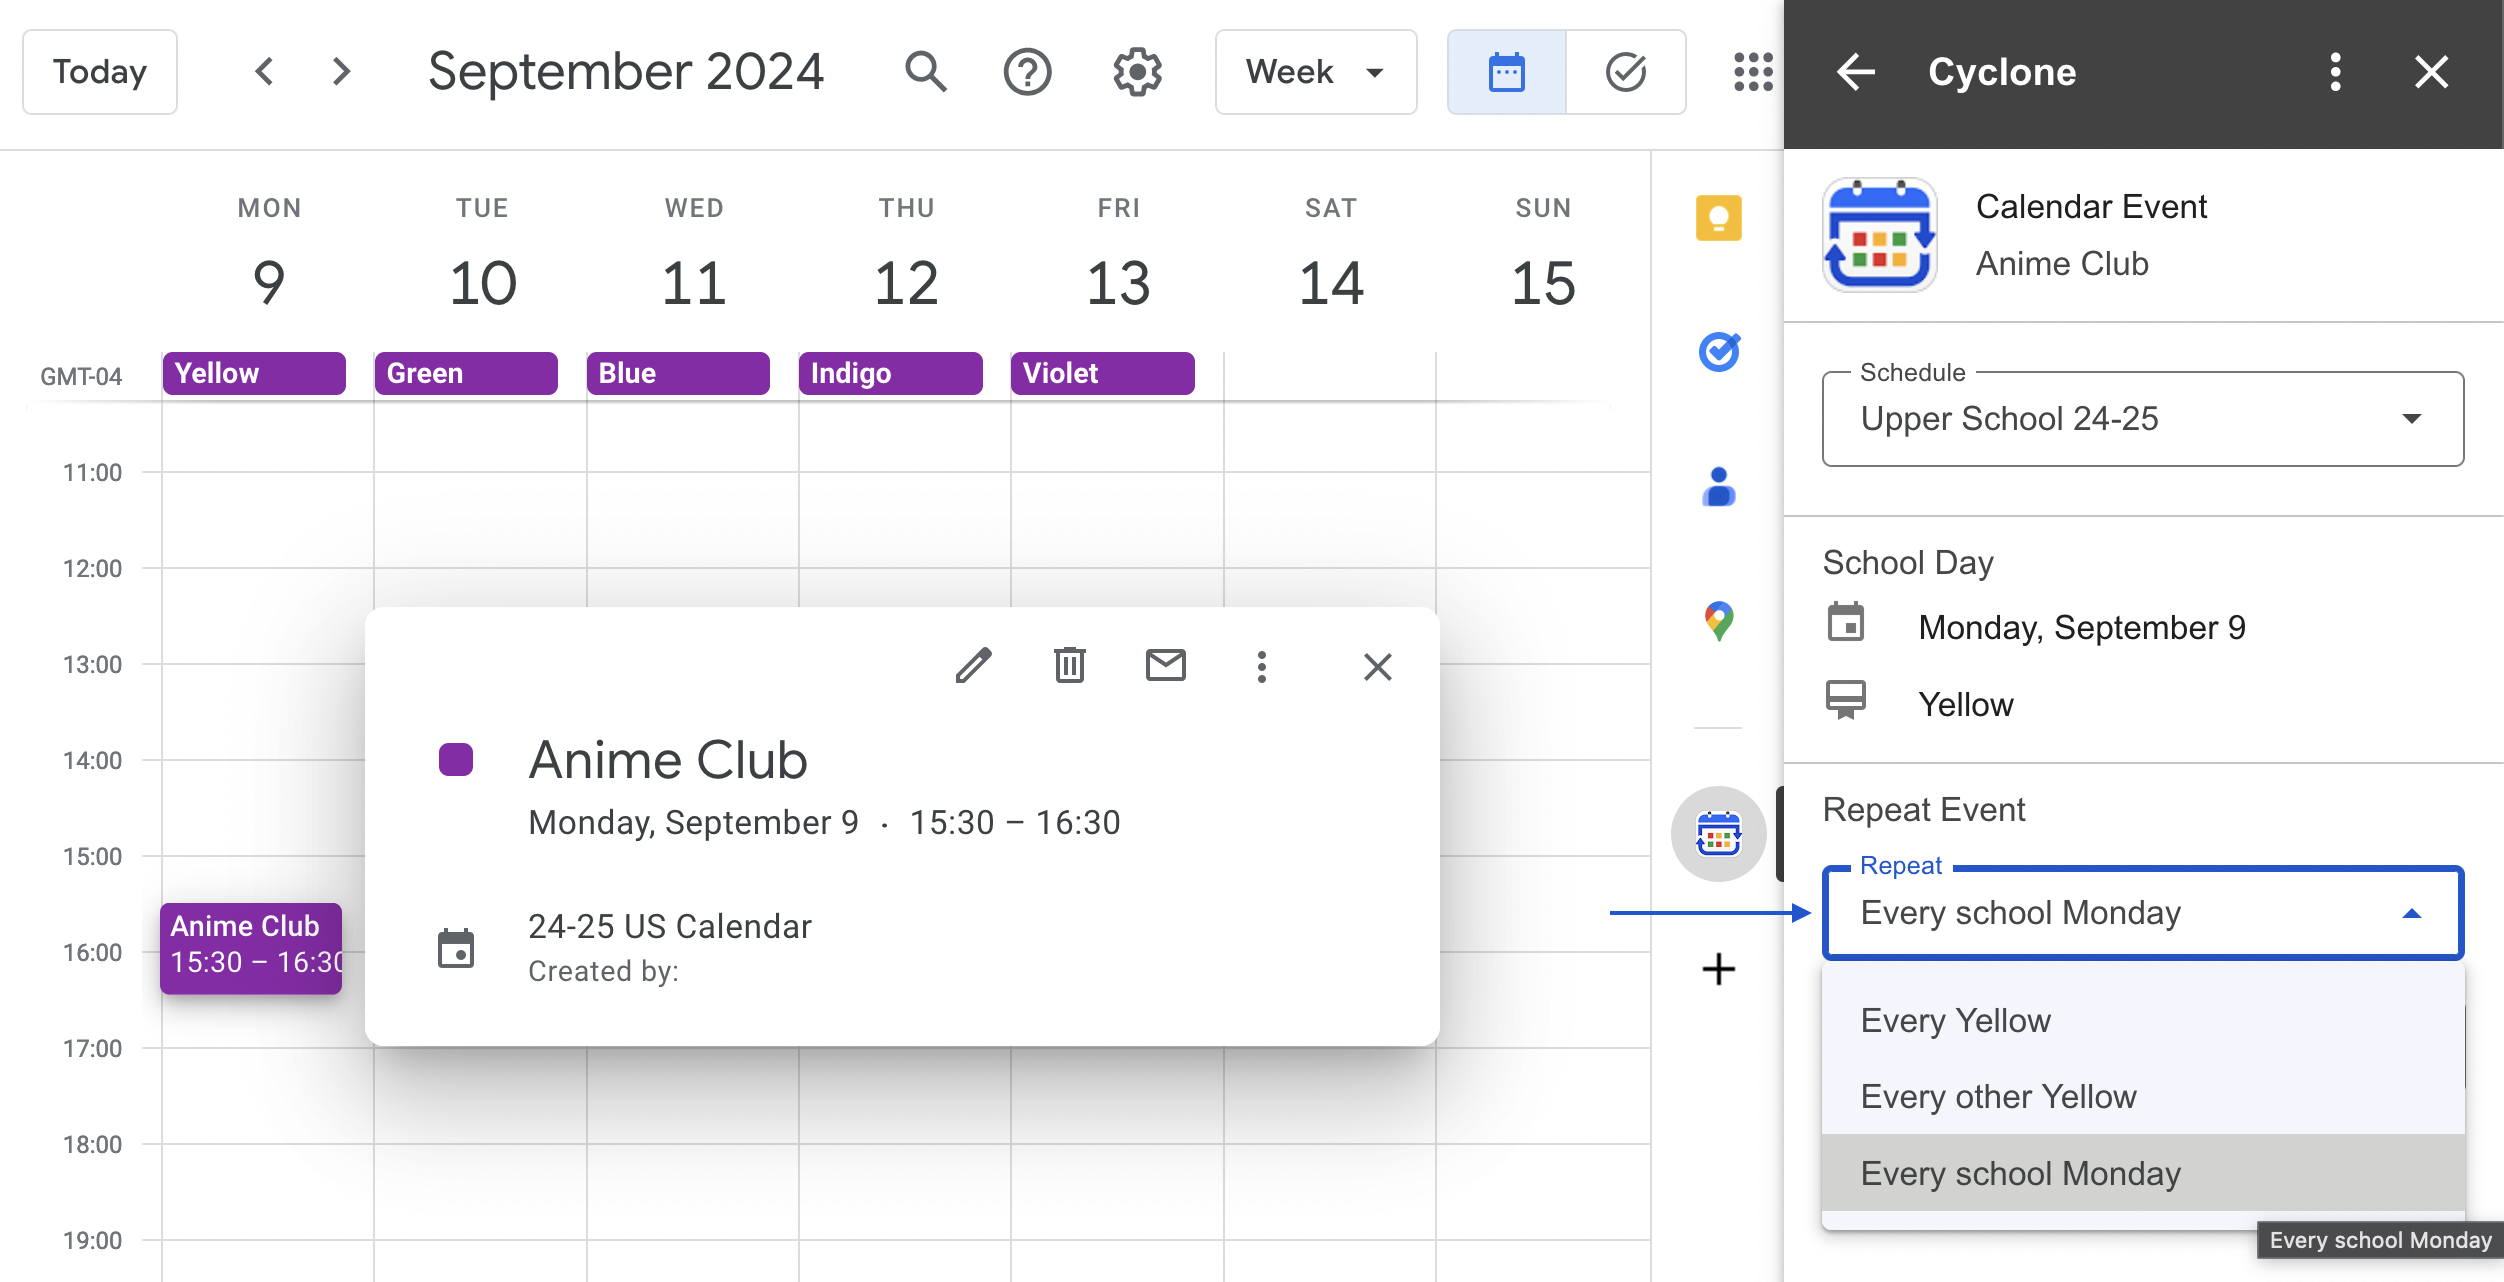 Today
September 2024
Week
Cyclone
MON
TUE
WED
THU
FRI
SAT
SUN
9
10
11
12
13
14
15
GMT-04
Yellow
Green
Blue
Indigo
Violet
11:00
12:00
13:00
14:00
15:00
16:00
17:00
18:00
19:00
Anime Club
15:30 – 16:30
Anime Club
Monday, September 9 · 15:30 – 16:30
24-25 US Calendar
Created by:
Calendar Event
Anime Club
Schedule
Upper School 24-25
School Day
Monday, September 9
Yellow
Repeat Event
Repeat
Every school Monday
Every Yellow
Every other Yellow
Every school Monday
Every school Monday